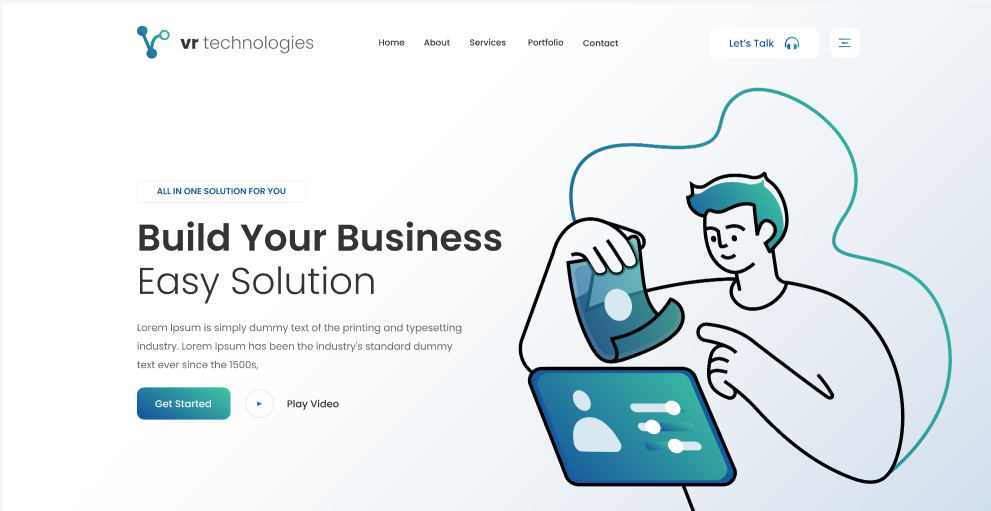 vr technologies
Home About Services Portfolio Contact
Let's Talk
ALL IN ONE SOLUTION FOR YOU
Build Your Business
Easy Solution
Lorem Ipsum is simply dummy text of the printing and typesetting
industry. Lorem Ipsum has been the industry's standard dummy
text ever since the 1500s,
Get Started
Play Video